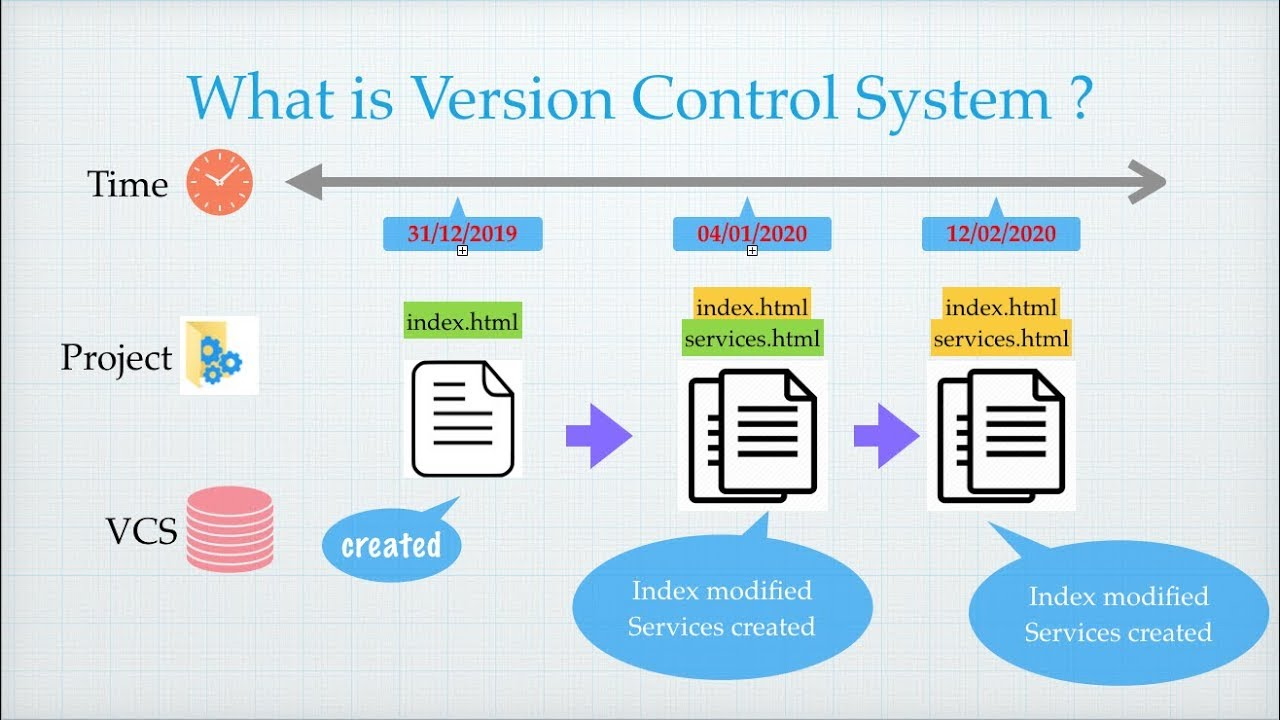 What is Version Control System ?
Time
31/12/2019
04/01/2020
12/02/2020
Project
index.html
index.html
services.html
index.html
services.html
VCS
created
Index modified
Services created
Index modified
Services created